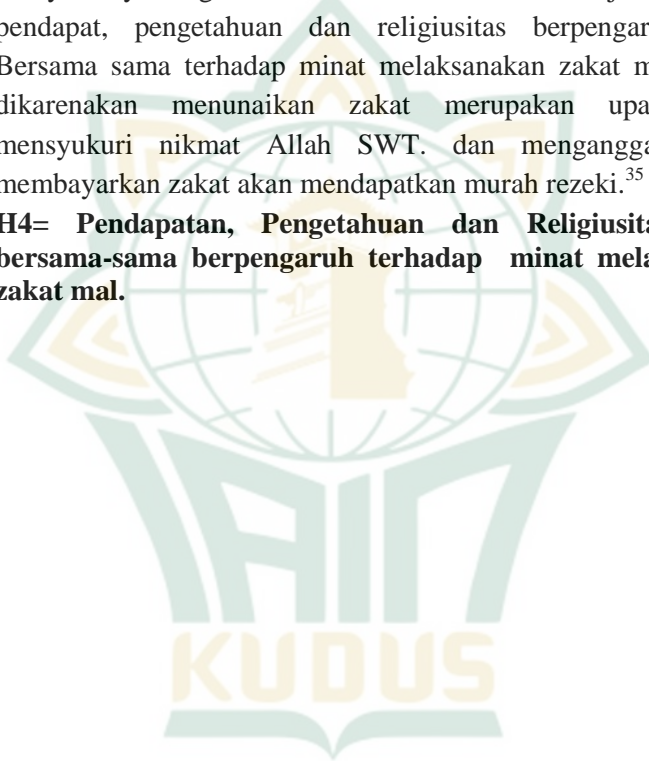 pendapat, pengetahuan dan religiusitas berpengar
Bersama sama terhadap minat melaksanakan zakat m
dikarenakan menunaikan zakat merupakan upa
mensyukuri nikmat Allah SWT. dan mengangga
membayarkan zakat akan mendapatkan murah rezeki.³⁵
H4= Pendapatan, Pengetahuan dan Religiusita
bersama-sama berpengaruh terhadap minat mela
zakat mal.
IAIN
KUDUS